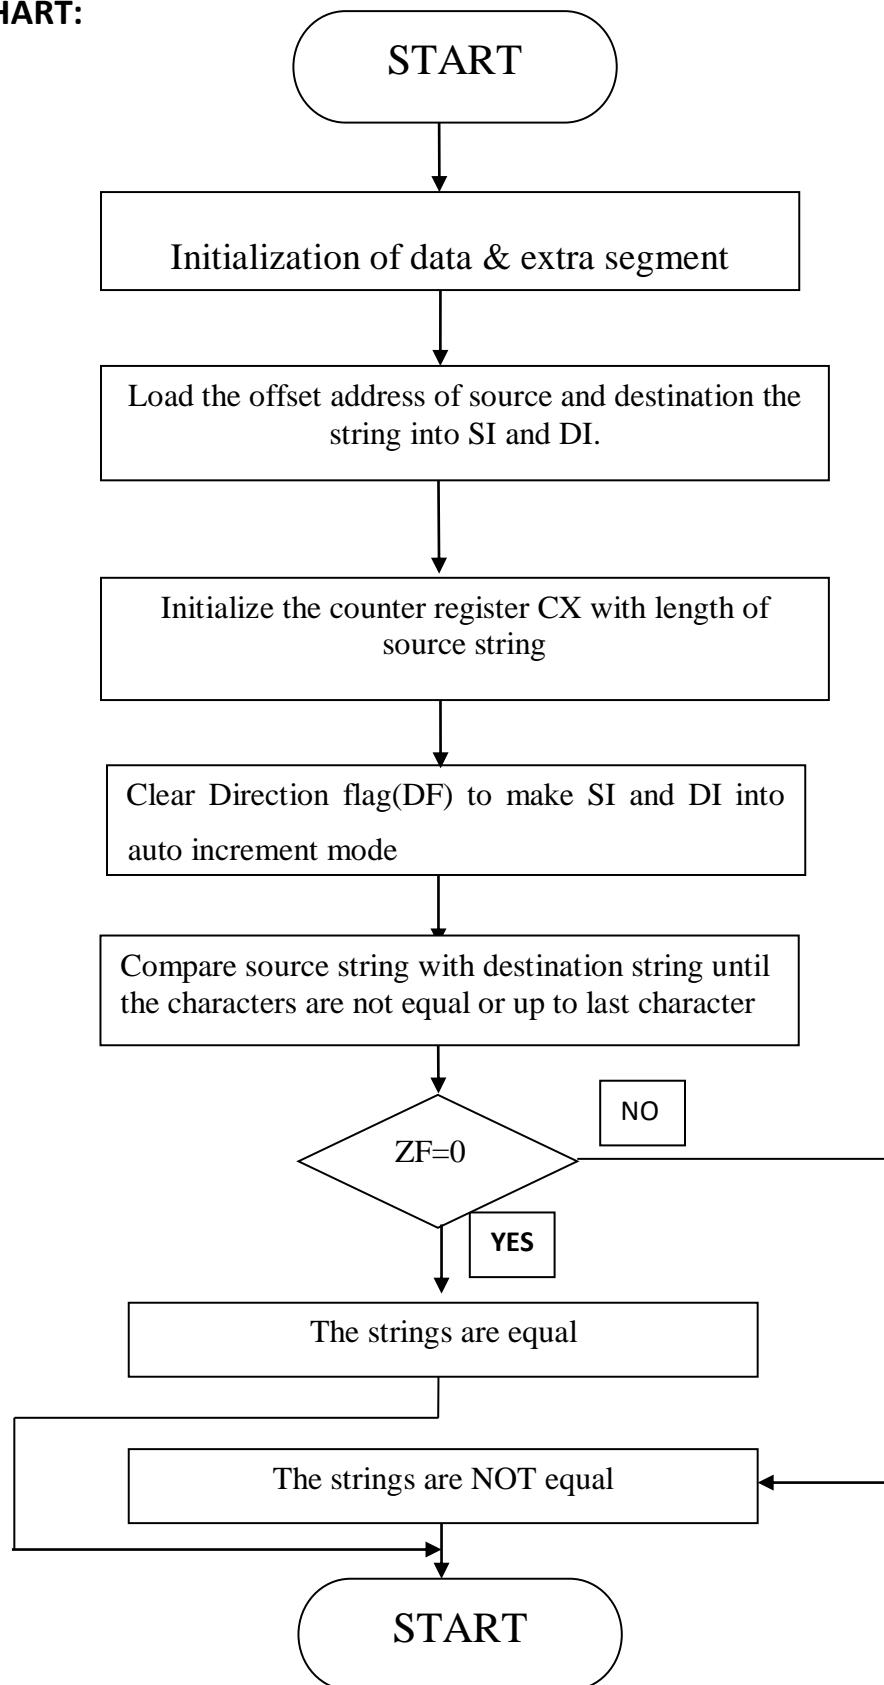 HART:
START
Initialization of data & extra segment
Load the offset address of source and destination the
string into SI and DI.
Initialize the counter register CX with length of
source string
Clear Direction flag(DF) to make SI and DI into
auto increment mode
Compare source string with destination string until
the characters are not equal or up to last character
NO
ZF=0
YES
The strings are equal
The strings are NOT equal
START